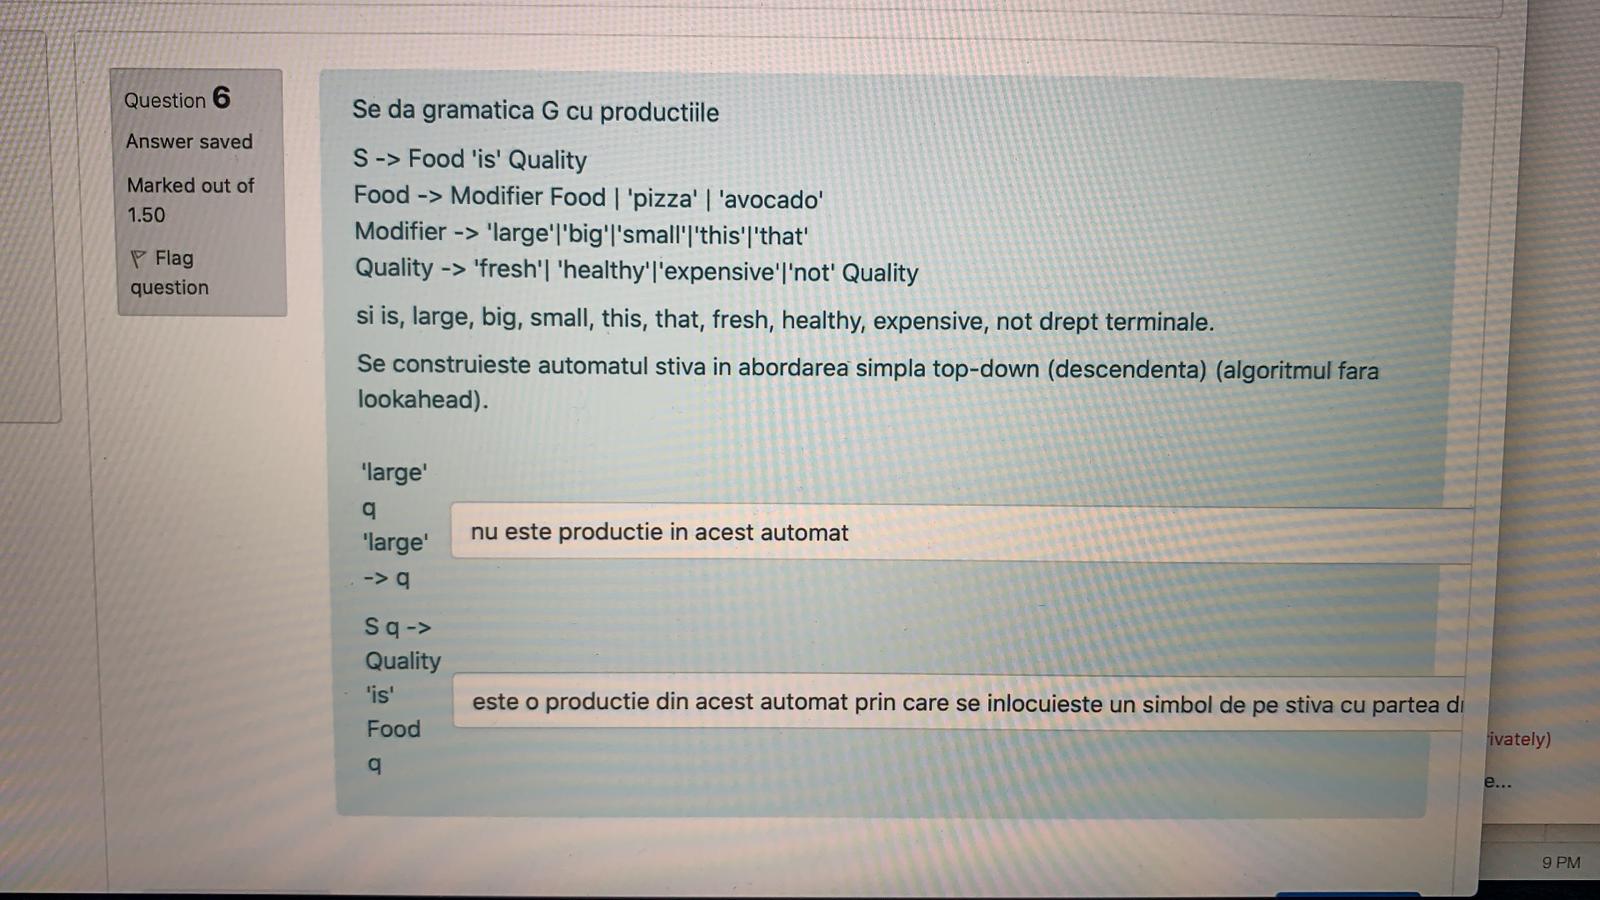 Question 6
Answer saved
Marked out of
1.50
Flag
question
Se da gramatica G cu productiile
S -> Food 'is' Quality
Food -> Modifier Food | 'pizza' | 'avocado'
Modifier -> 'large'|'big'|'small'|'this'|'that'
Quality -> 'fresh'| 'healthy'|'expensive'|'not' Quality
si is, large, big, small, this, that, fresh, healthy, expensive, not drept terminale.
Se construieste automatul stiva in abordarea simpla top-down (descendenta) (algoritmul fara
lookahead).
'large'
q
'large'
-> q
nu este productie in acest automat
S q ->
Quality
'is'
Food
q
este o productie din acest automat prin care se inlocuieste un simbol de pe stiva cu partea
ivately)
e...
9 PM